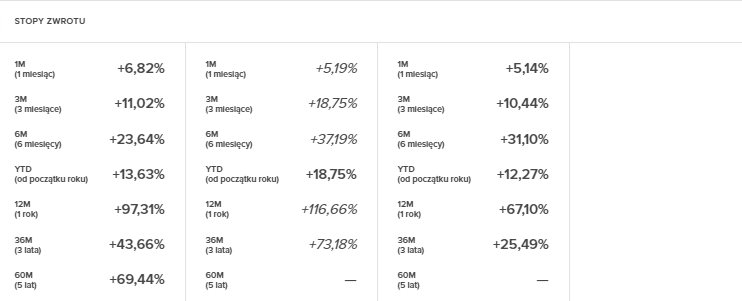 STOPY ZWROTU
1M
(1 miesiąc)
+6,82%
3M
(3 miesiące)
+11,02%
6M
(6 miesięcy)
+23,64%
YTD
(od początku roku)
+13,63%
12M
(1 rok)
+97,31%
36M
(3 lata)
+43,66%
60M
(5 lat)
+69,44%
1M
(1 miesiąc)
+5,19%
3M
(3 miesiące)
+18,75%
6M
(6 miesięcy)
+37,19%
YTD
(od początku roku)
+18,75%
12M
(1 rok)
+116,66%
36M
(3 lata)
+73,18%
60M
(5 lat)
—
1M
(1 miesiąc)
+5,14%
3M
(3 miesiące)
+10,44%
6M
(6 miesięcy)
+31,10%
YTD
(od początku roku)
+12,27%
12M
(1 rok)
+67,10%
36M
(3 lata)
+25,49%
60M
(5 lat)
—